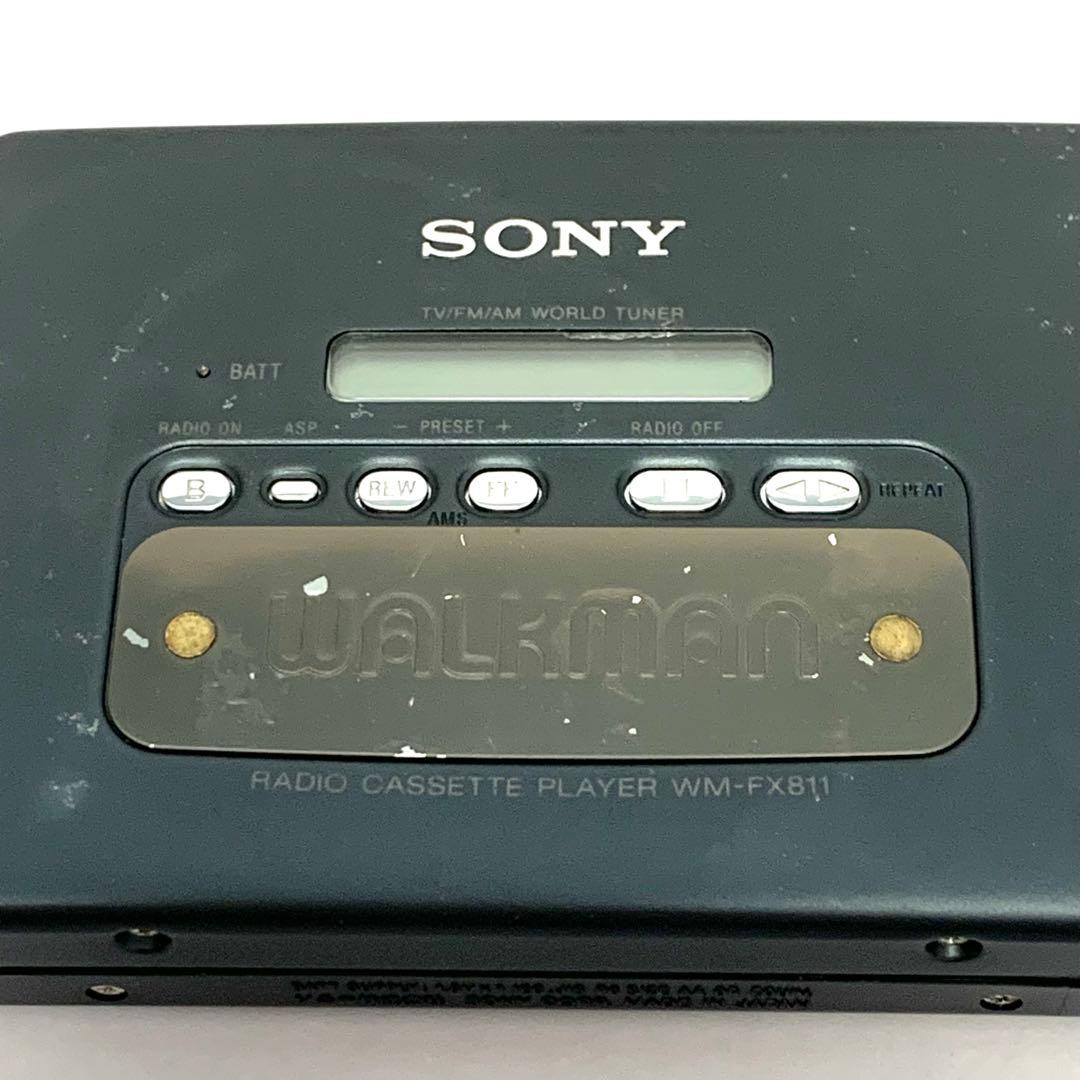 SONY
TV/FM/AM WORLD TUNER
BATT
RADIO ON ASP - PRESET + RADIO OFF
B REW FF REPEAT
AMS
WALKMAN
RADIO CASSETTE PLAYER WM-FX811